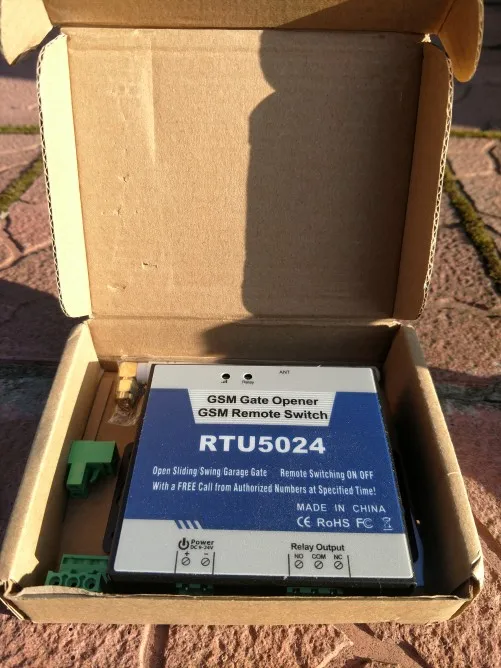 ANT
Relay
GSM Gate Opener
GSM Remote Switch
RTU5024
Open Sliding/Swing Garage Gate Remote Switching ON OFF
With a FREE Call from Authorized Numbers at Specified Time!
MADE IN CHINA
CE RoHS FC
Power
DC 9-24V
+ -
Relay Output
NO COM NC